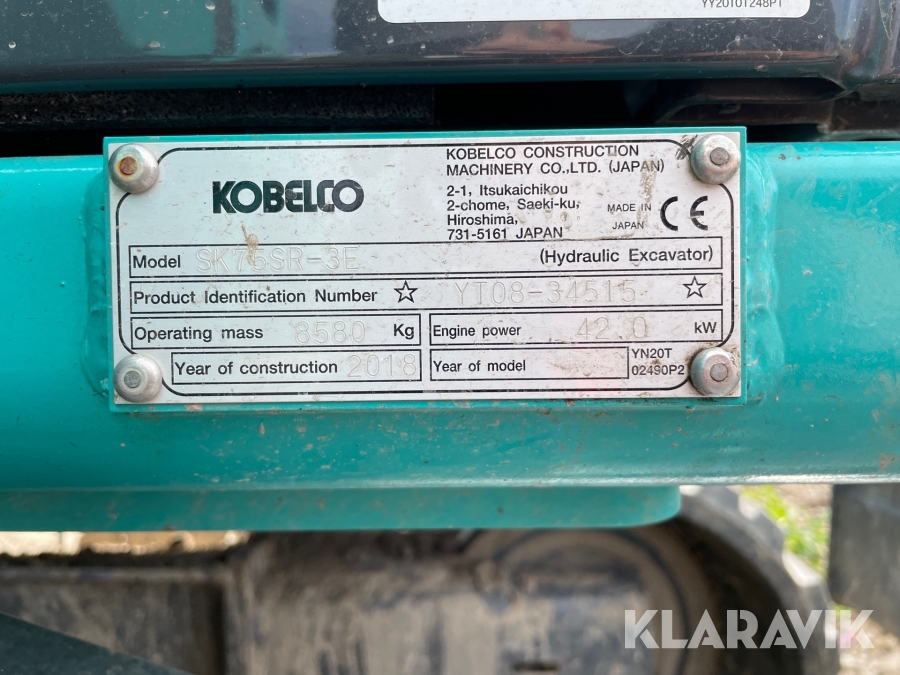 YY20T01248P1
KOBELCO
KOBELCO CONSTRUCTION
MACHINERY CO.,LTD. (JAPAN)
2-1, Itsukaichikou
2-chome, Saeki-ku,
Hiroshima,
731-5161 JAPAN
MADE IN
JAPAN
CE
Model SK75SR-3E (Hydraulic Excavator)
Product Identification Number ☆ YT08-34515 ☆
Operating mass 8580 Kg
Engine power 42.0 kW
Year of construction 2018
Year of model
YN20T
02490P2
KLARAVIK